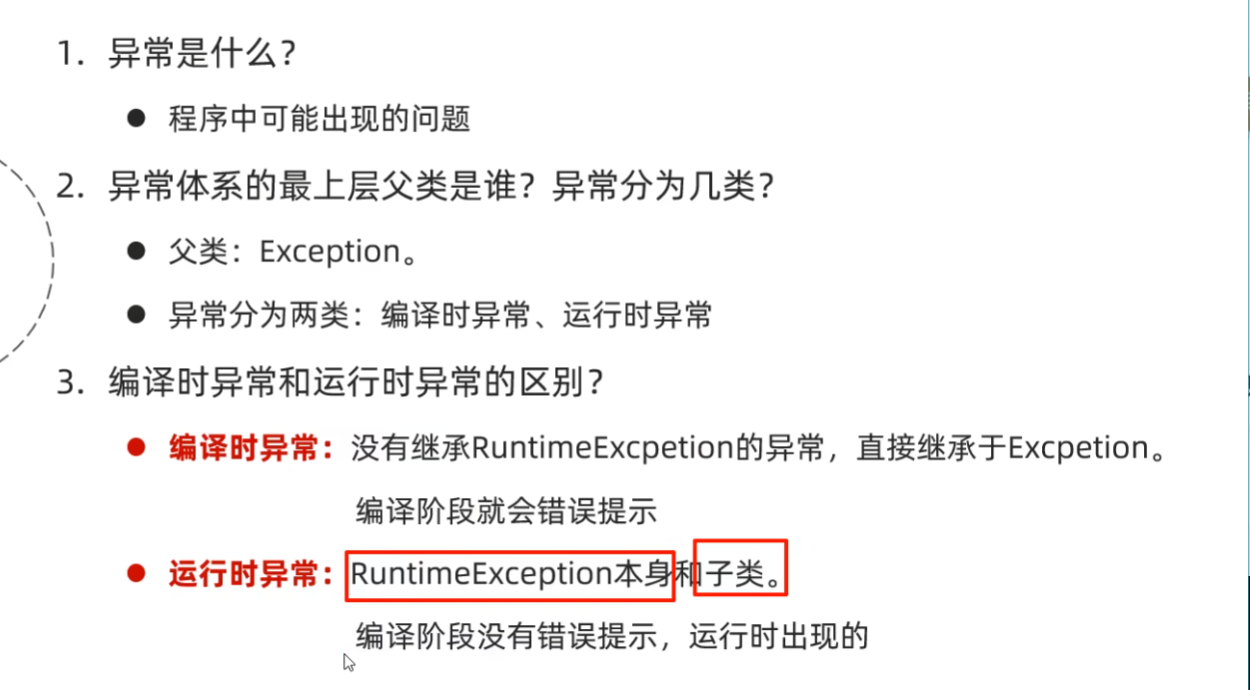 1. 异常是什么？
● 程序中可能出现的问题
2. 异常体系的最上层父类是谁？异常分为几类？
● 父类：Exception。
● 异常分为两类：编译时异常、运行时异常
3. 编译时异常和运行时异常的区别？
● 编译时异常：没有继承RuntimeExcpetion的异常，直接继承于Excpetion。
编译阶段就会错误提示
● 运行时异常：RuntimeException本身和子类。
编译阶段没有错误提示，运行时出现的